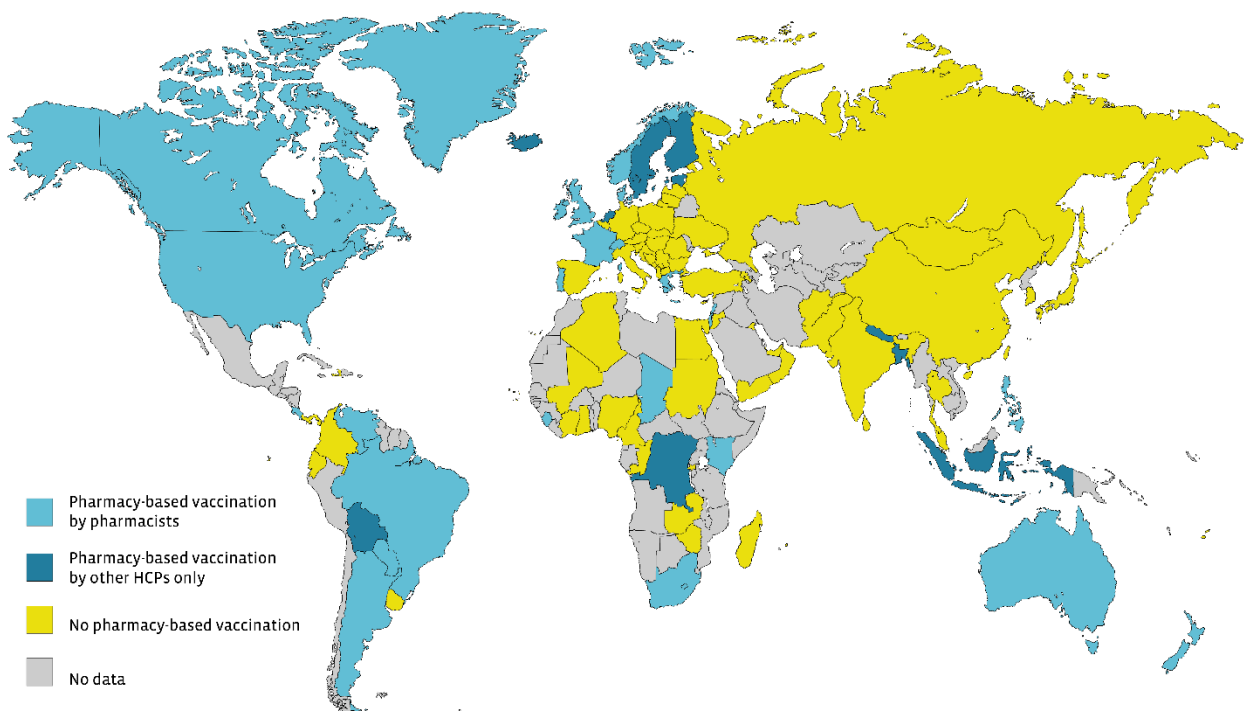 Pharmacy-based vaccination
by pharmacists
Pharmacy-based vaccination
by other HCPs only
No pharmacy-based vaccination
No data